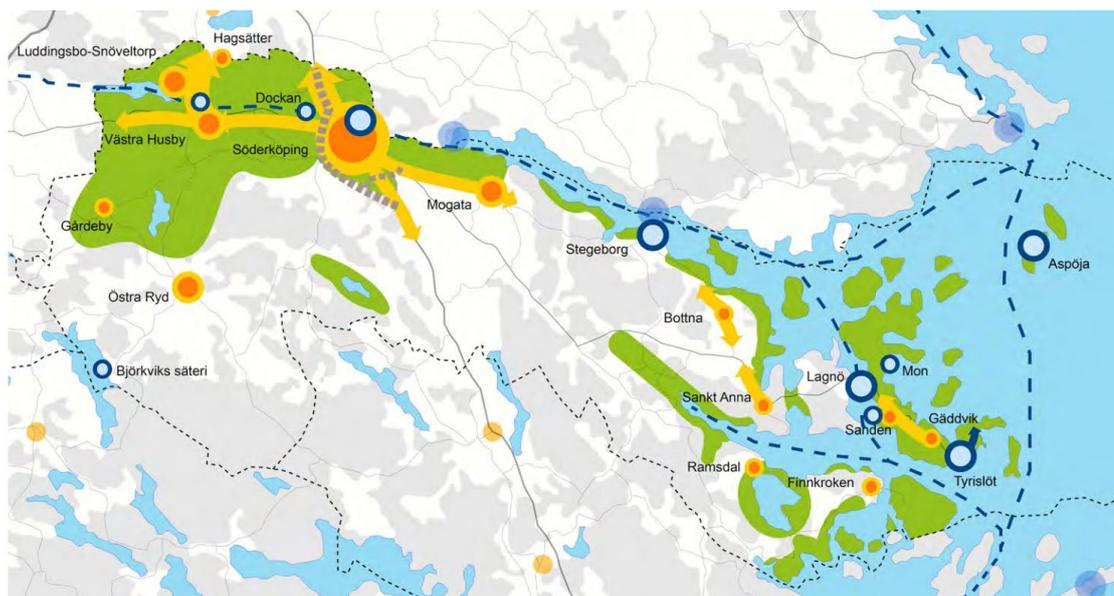 Hagsätter
Luddingsbo-Snöveltorp
Dockan
Västra Husby
Söderköping
Mogata
Gårdeby
Stegeborg
Aspöja
Östra Ryd
Bottna
Björkviks säteri
Mon
Lagnö
Sankt Anna
Sanden
Gäddvik
Ramsdal
Finnkroken
Tyrislöt